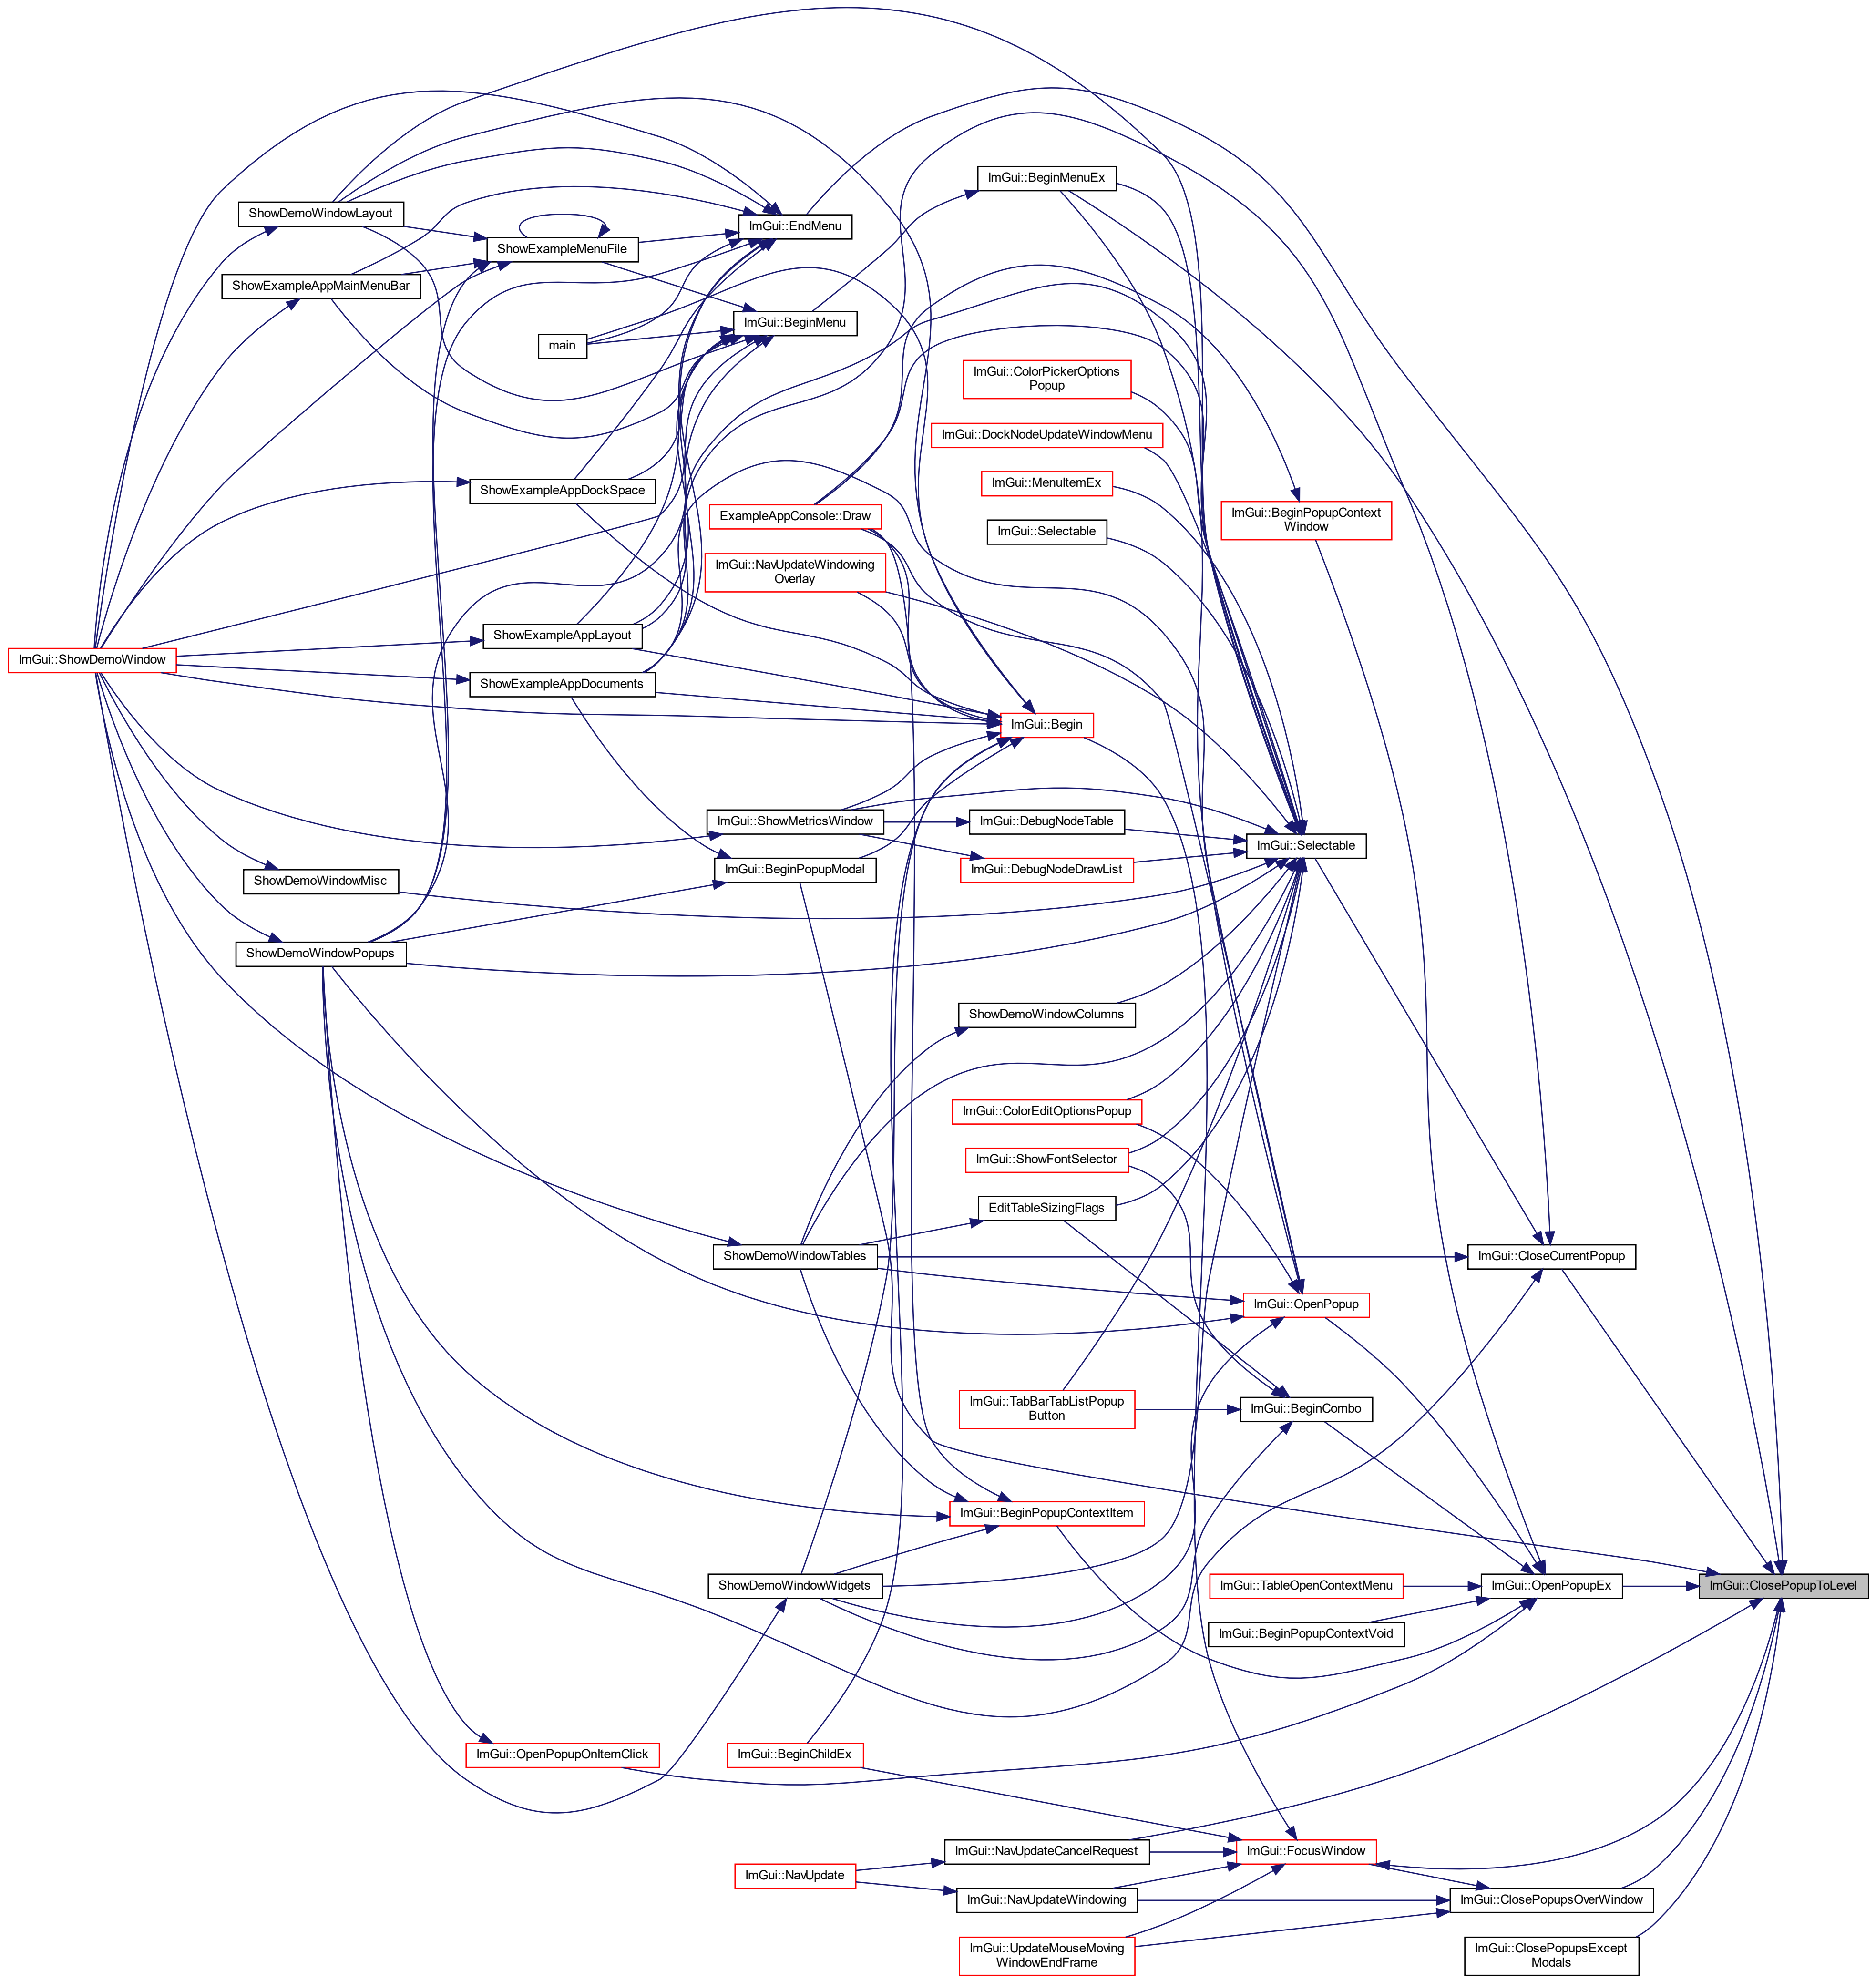 ImGui::BeginMenuEx
ShowDemoWindowLayout
ImGui::EndMenu
ShowExampleMenuFile
ShowExampleAppMainMenuBar
ImGui::BeginMenu
main
ImGui::ColorPickerOptions
Popup
ImGui::DockNodeUpdateWindowMenu
ImGui::MenuItemEx
ShowExampleAppDockSpace
ExampleAppConsole::Draw
ImGui::BeginPopupContext
Window
ImGui::Selectable
ImGui::NavUpdateWindowing
Overlay
ShowExampleAppLayout
ImGui::ShowDemoWindow
ShowExampleAppDocuments
ImGui::Begin
ImGui::ShowMetricsWindow
ImGui::DebugNodeTable
ImGui::Selectable
ImGui::BeginPopupModal
ImGui::DebugNodeDrawList
ShowDemoWindowMisc
ShowDemoWindowPopups
ShowDemoWindowColumns
ImGui::ColorEditOptionsPopup
ImGui::ShowFontSelector
EditTableSizingFlags
ShowDemoWindowTables
ImGui::CloseCurrentPopup
ImGui::OpenPopup
ImGui::TabBarTabListPopup
Button
ImGui::BeginCombo
ImGui::BeginPopupContextItem
ShowDemoWindowWidgets
ImGui::TableOpenContextMenu
ImGui::OpenPopupEx
ImGui::ClosePopupToLevel
ImGui::BeginPopupContextVoid
ImGui::OpenPopupOnItemClick
ImGui::BeginChildEx
ImGui::NavUpdateCancelRequest
ImGui::FocusWindow
ImGui::NavUpdate
ImGui::NavUpdateWindowing
ImGui::ClosePopupsOverWindow
ImGui::UpdateMouseMoving
WindowEndFrame
ImGui::ClosePopupsExcept
Modals